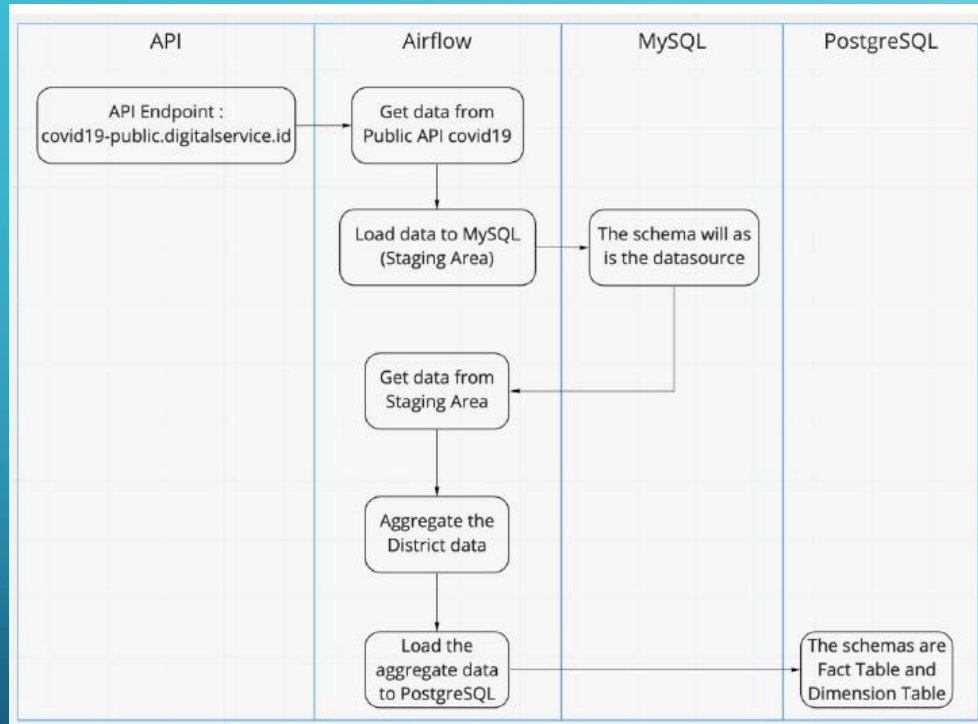 API
Airflow
MySQL
PostgreSQL
API Endpoint :
covid19-public.digitalservice.id
Get data from
Public API covid19
Load data to MySQL
(Staging Area)
The schema will as
is the datasource
Get data from
Staging Area
Aggregate the
District data
Load the
aggregate data
to PostgreSQL
The schemas are
Fact Table and
Dimension Table